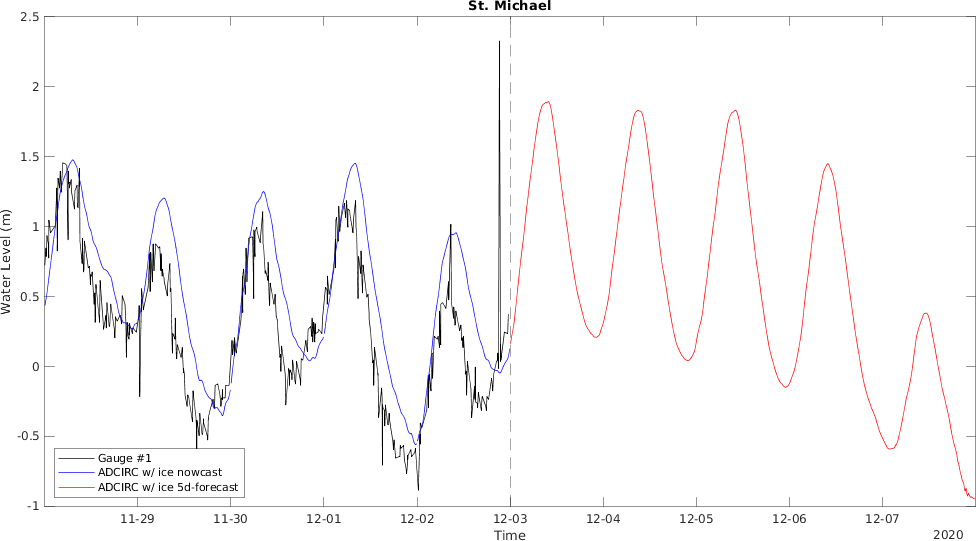 St. Michael
2.5
2
1.5
1
0.5
0
-0.5
-1
Water Level (m)
Gauge #1
ADCIRC w/ ice nowcast
ADCIRC w/ ice 5d-forecast
11-29 11-30 12-01 12-02 12-03 12-04 12-05 12-06 12-07
Time
2020